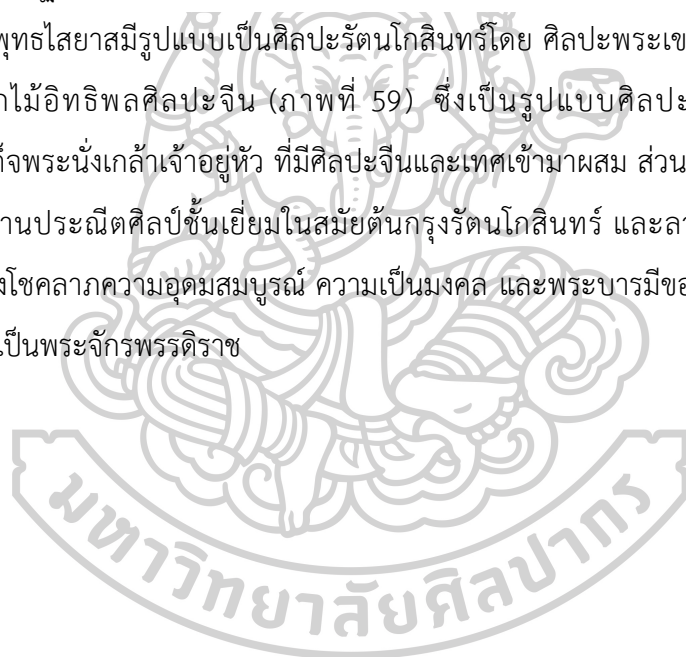 พุทธไสยาสมีรูปแบบเป็นศิลปะรัตนโกสินทร์โดย ศิลปะพระเข
ไม้อิทธิพลศิลปะจีน (ภาพที่ 59) ซึ่งเป็นรูปแบบศิลปะ
ด็จพระนั่งเกล้าเจ้าอยู่หัว ที่มีศิลปะจีนและเทศเข้ามาผสม ส่วน
านประณีตศิลป์ชั้นเยี่ยมในสมัยต้นกรุงรัตนโกสินทร์ และลา
งโชคลาภความอุดมสมบูรณ์ ความเป็นมงคล และพระบารมีขอ
เป็นพระจักรพรรดิราช
มหาวิทยาลัยศิลปากร